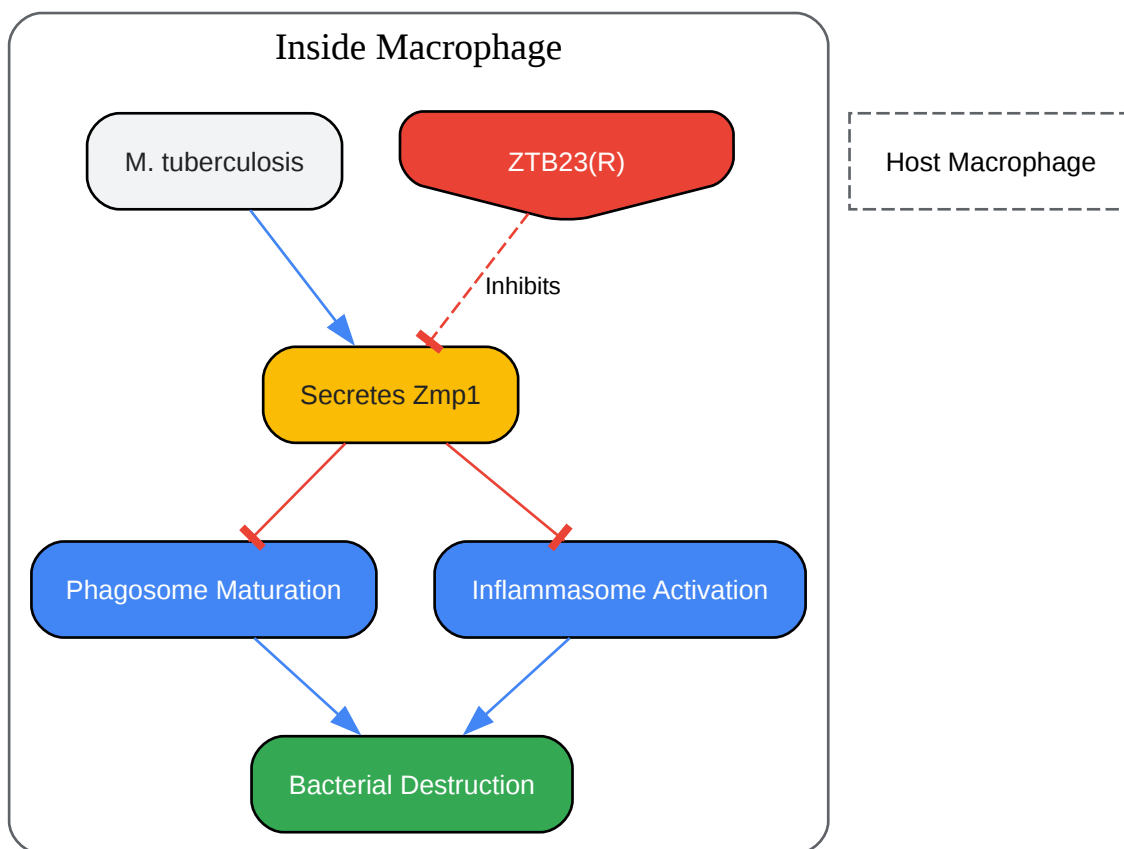 Inside Macrophage
M. tuberculosis
ZTB23(R)
Host Macrophage
Inhibits
Secretes Zmp1
Phagosome Maturation
Inflammasome Activation
Bacterial Destruction